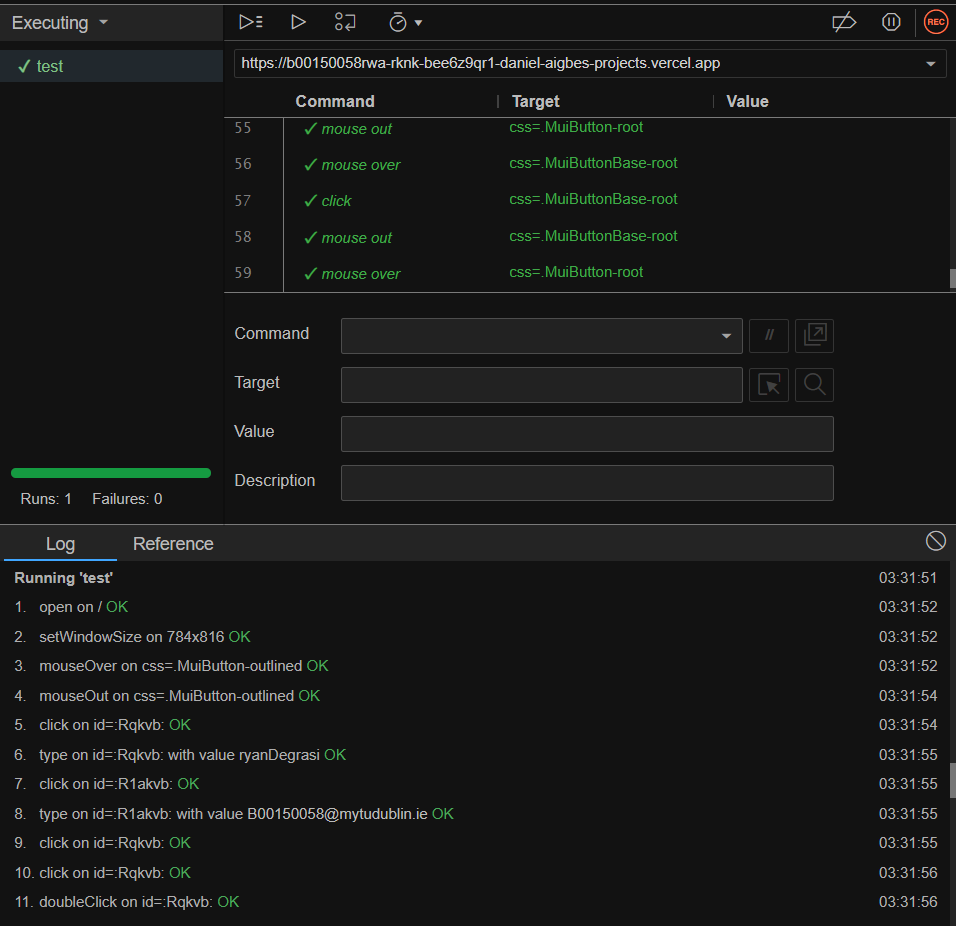 Executing
REC
✓ test
https://b00150058rwa-rknk-bee6z9qr1-daniel-aigbes-projects.vercel.app
Command | Target | Value
55 ✓ mouse out css=.MuiButton-root
56 ✓ mouse over css=.MuiButtonBase-root
57 ✓ click css=.MuiButtonBase-root
58 ✓ mouse out css=.MuiButtonBase-root
59 ✓ mouse over css=.MuiButton-root
Command //
Target
Value
Description
Runs: 1 Failures: 0
Log Reference
Running 'test' 03:31:51
1. open on / OK 03:31:52
2. setWindowSize on 784x816 OK 03:31:52
3. mouseOver on css=.MuiButton-outlined OK 03:31:52
4. mouseOut on css=.MuiButton-outlined OK 03:31:54
5. click on id=:Rqkvb: OK 03:31:54
6. type on id=:Rqkvb: with value ryanDegrasi OK 03:31:55
7. click on id=:R1akvb: OK 03:31:55
8. type on id=:R1akvb: with value B00150058@mytudublin.ie OK 03:31:55
9. click on id=:Rqkvb: OK 03:31:55
10. click on id=:Rqkvb: OK 03:31:56
11. doubleClick on id=:Rqkvb: OK 03:31:56